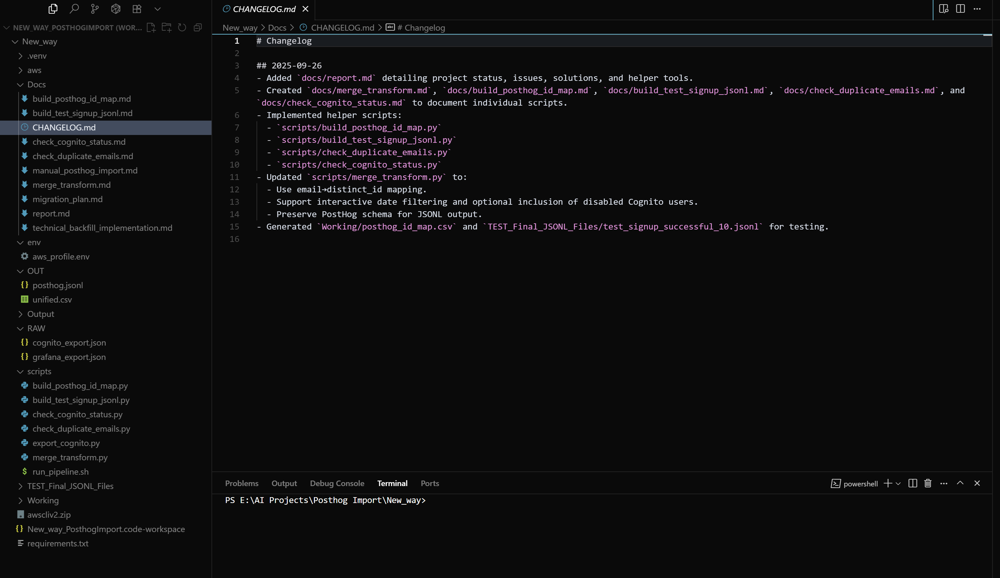 NEW_WAY_POSTHOGIMPORT (WOR...
New_way
.venv
aws
Docs
build_posthog_id_map.md
build_test_signup_jsonl.md
CHANGELOG.md
check_cognito_status.md
check_duplicate_emails.md
manual_posthog_import.md
merge_transform.md
migration_plan.md
report.md
technical_backfill_implementation.md
env
aws_profile.env
OUT
posthog.jsonl
unified.csv
Output
RAW
cognito_export.json
grafana_export.json
scripts
build_posthog_id_map.py
build_test_signup_jsonl.py
check_cognito_status.py
check_duplicate_emails.py
export_cognito.py
merge_transform.py
run_pipeline.sh
TEST_Final_JSONL_Files
Working
awscliv2.zip
New_way_PosthogImport.code-workspace
requirements.txt
CHANGELOG.md
New_way > Docs > CHANGELOG.md > abc # Changelog
1 # Changelog
2
3 ## 2025-09-26
4 - Added `docs/report.md` detailing project status, issues, solutions, and helper tools.
5 - Created `docs/merge_transform.md`, `docs/build_posthog_id_map.md`, `docs/build_test_signup_jsonl.md`, `docs/check_duplicate_emails.md`, and
`docs/check_cognito_status.md` to document individual scripts.
6 - Implemented helper scripts:
7 - `scripts/build_posthog_id_map.py`
8 - `scripts/build_test_signup_jsonl.py`
9 - `scripts/check_duplicate_emails.py`
10 - `scripts/check_cognito_status.py`
11 - Updated `scripts/merge_transform.py` to:
12 - Use email→distinct_id mapping.
13 - Support interactive date filtering and optional inclusion of disabled Cognito users.
14 - Preserve PostHog schema for JSONL output.
15 - Generated `Working/posthog_id_map.csv` and `TEST_Final_JSONL_Files/test_signup_successful_10.jsonl` for testing.
16
Problems Output Debug Console Terminal Ports powershell
PS E:\AI Projects\Posthog Import\New_way>